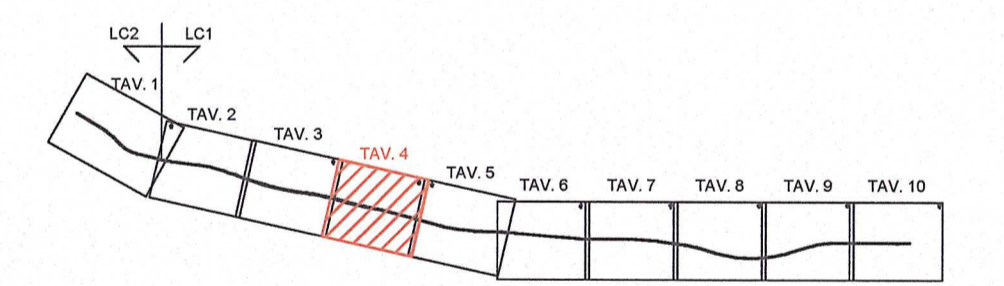 LC2 LC1
TAV. 1
TAV. 2
TAV. 3
TAV. 4
TAV. 5
TAV. 6 TAV. 7 TAV. 8 TAV. 9 TAV. 10